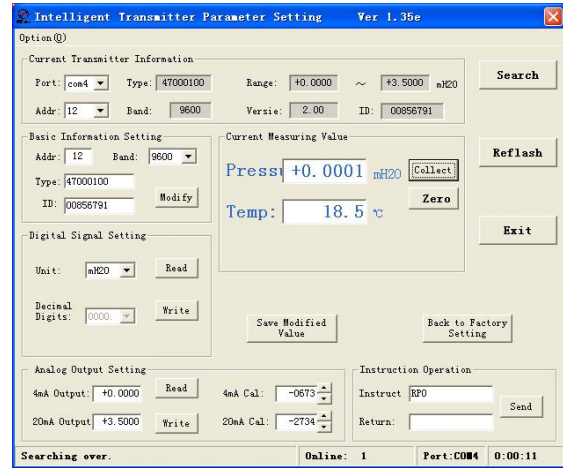 Intelligent Transmitter Parameter Setting Ver 1.35e
Option(O)
Current Transmitter Information
Port: com4 Type: 47000100 Range: +0.0000 ~ +3.5000 mH2O
Addr: 12 Band: 9600 Versie: 2.00 ID: 00856791
Search
Basic Information Setting
Addr: 12 Band: 9600
Type: 47000100
ID: 00856791
Modify
Current Measuring Value
Pressu +0.0001 mH2O Collect
Zero
Temp: 18.5 ℃
Reflash
Exit
Digital Signal Setting
Unit: mH2O Read
Decimal
Digits: 0000. Write
Save Modified
Value
Back to Factory
Setting
Analog Output Setting
4mA Output: +0.0000 Read 4mA Cal: -0673
20mA Output +3.5000 Write 20mA Cal: -2734
Instruction Operation
Instruct RPO
Return:
Send
Searching over. Online: 1 Port:COM4 0:00:11